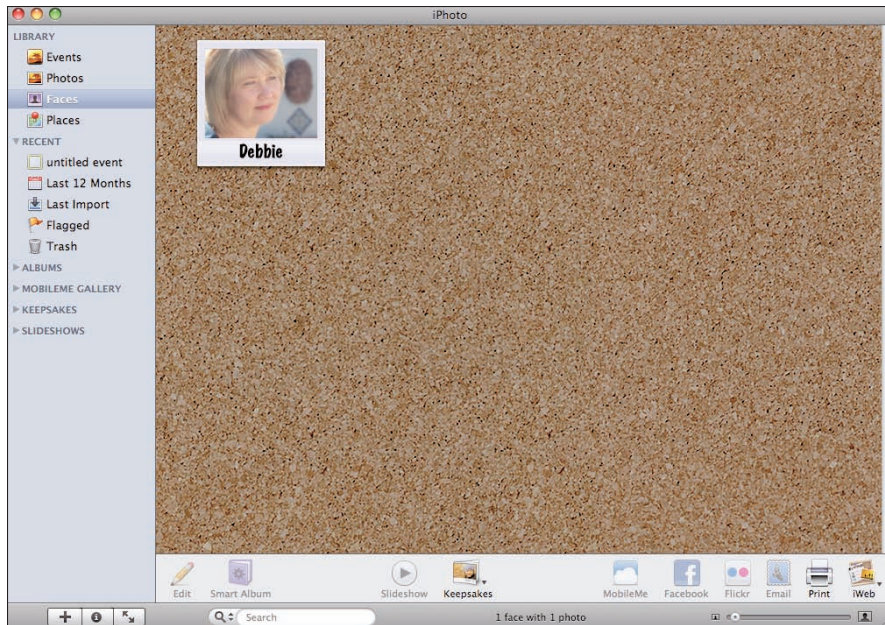 iPhoto
LIBRARY
Events
Photos
Faces
Places
RECENT
untitled event
Last 12 Months
Last Import
Flagged
Trash
ALBUMS
MOBILEME GALLERY
KEEPSAKES
SLIDESHOWS
Debbie
Edit Smart Album Slideshow Keepsakes MobileMe Facebook Flickr Email Print iWeb
Search 1 face with 1 photo